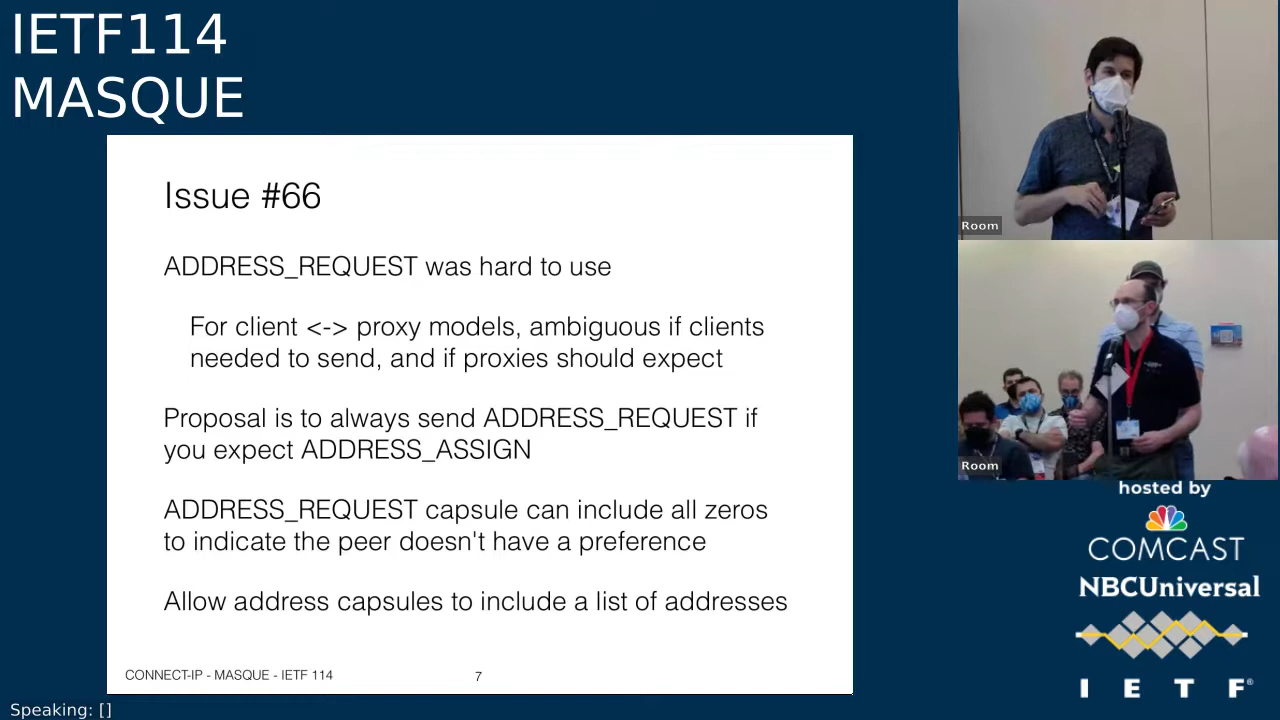 IETF114
MASQUE
Issue #66
ADDRESS_REQUEST was hard to use
For client <-> proxy models, ambiguous if clients
needed to send, and if proxies should expect
Proposal is to always send ADDRESS_REQUEST if
you expect ADDRESS_ASSIGN
ADDRESS_REQUEST capsule can include all zeros
to indicate the peer doesn't have a preference
Allow address capsules to include a list of addresses
CONNECT-IP - MASQUE - IETF 114
7
Room
Room
hosted by
COMCAST
NBCUniversal
I E T F®
Speaking: []